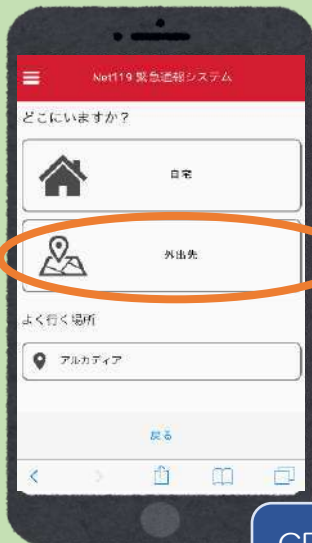 Net119 緊急通報システム
どこにいますか？
自宅
外出先
よく行く場所
アルカディア
戻る